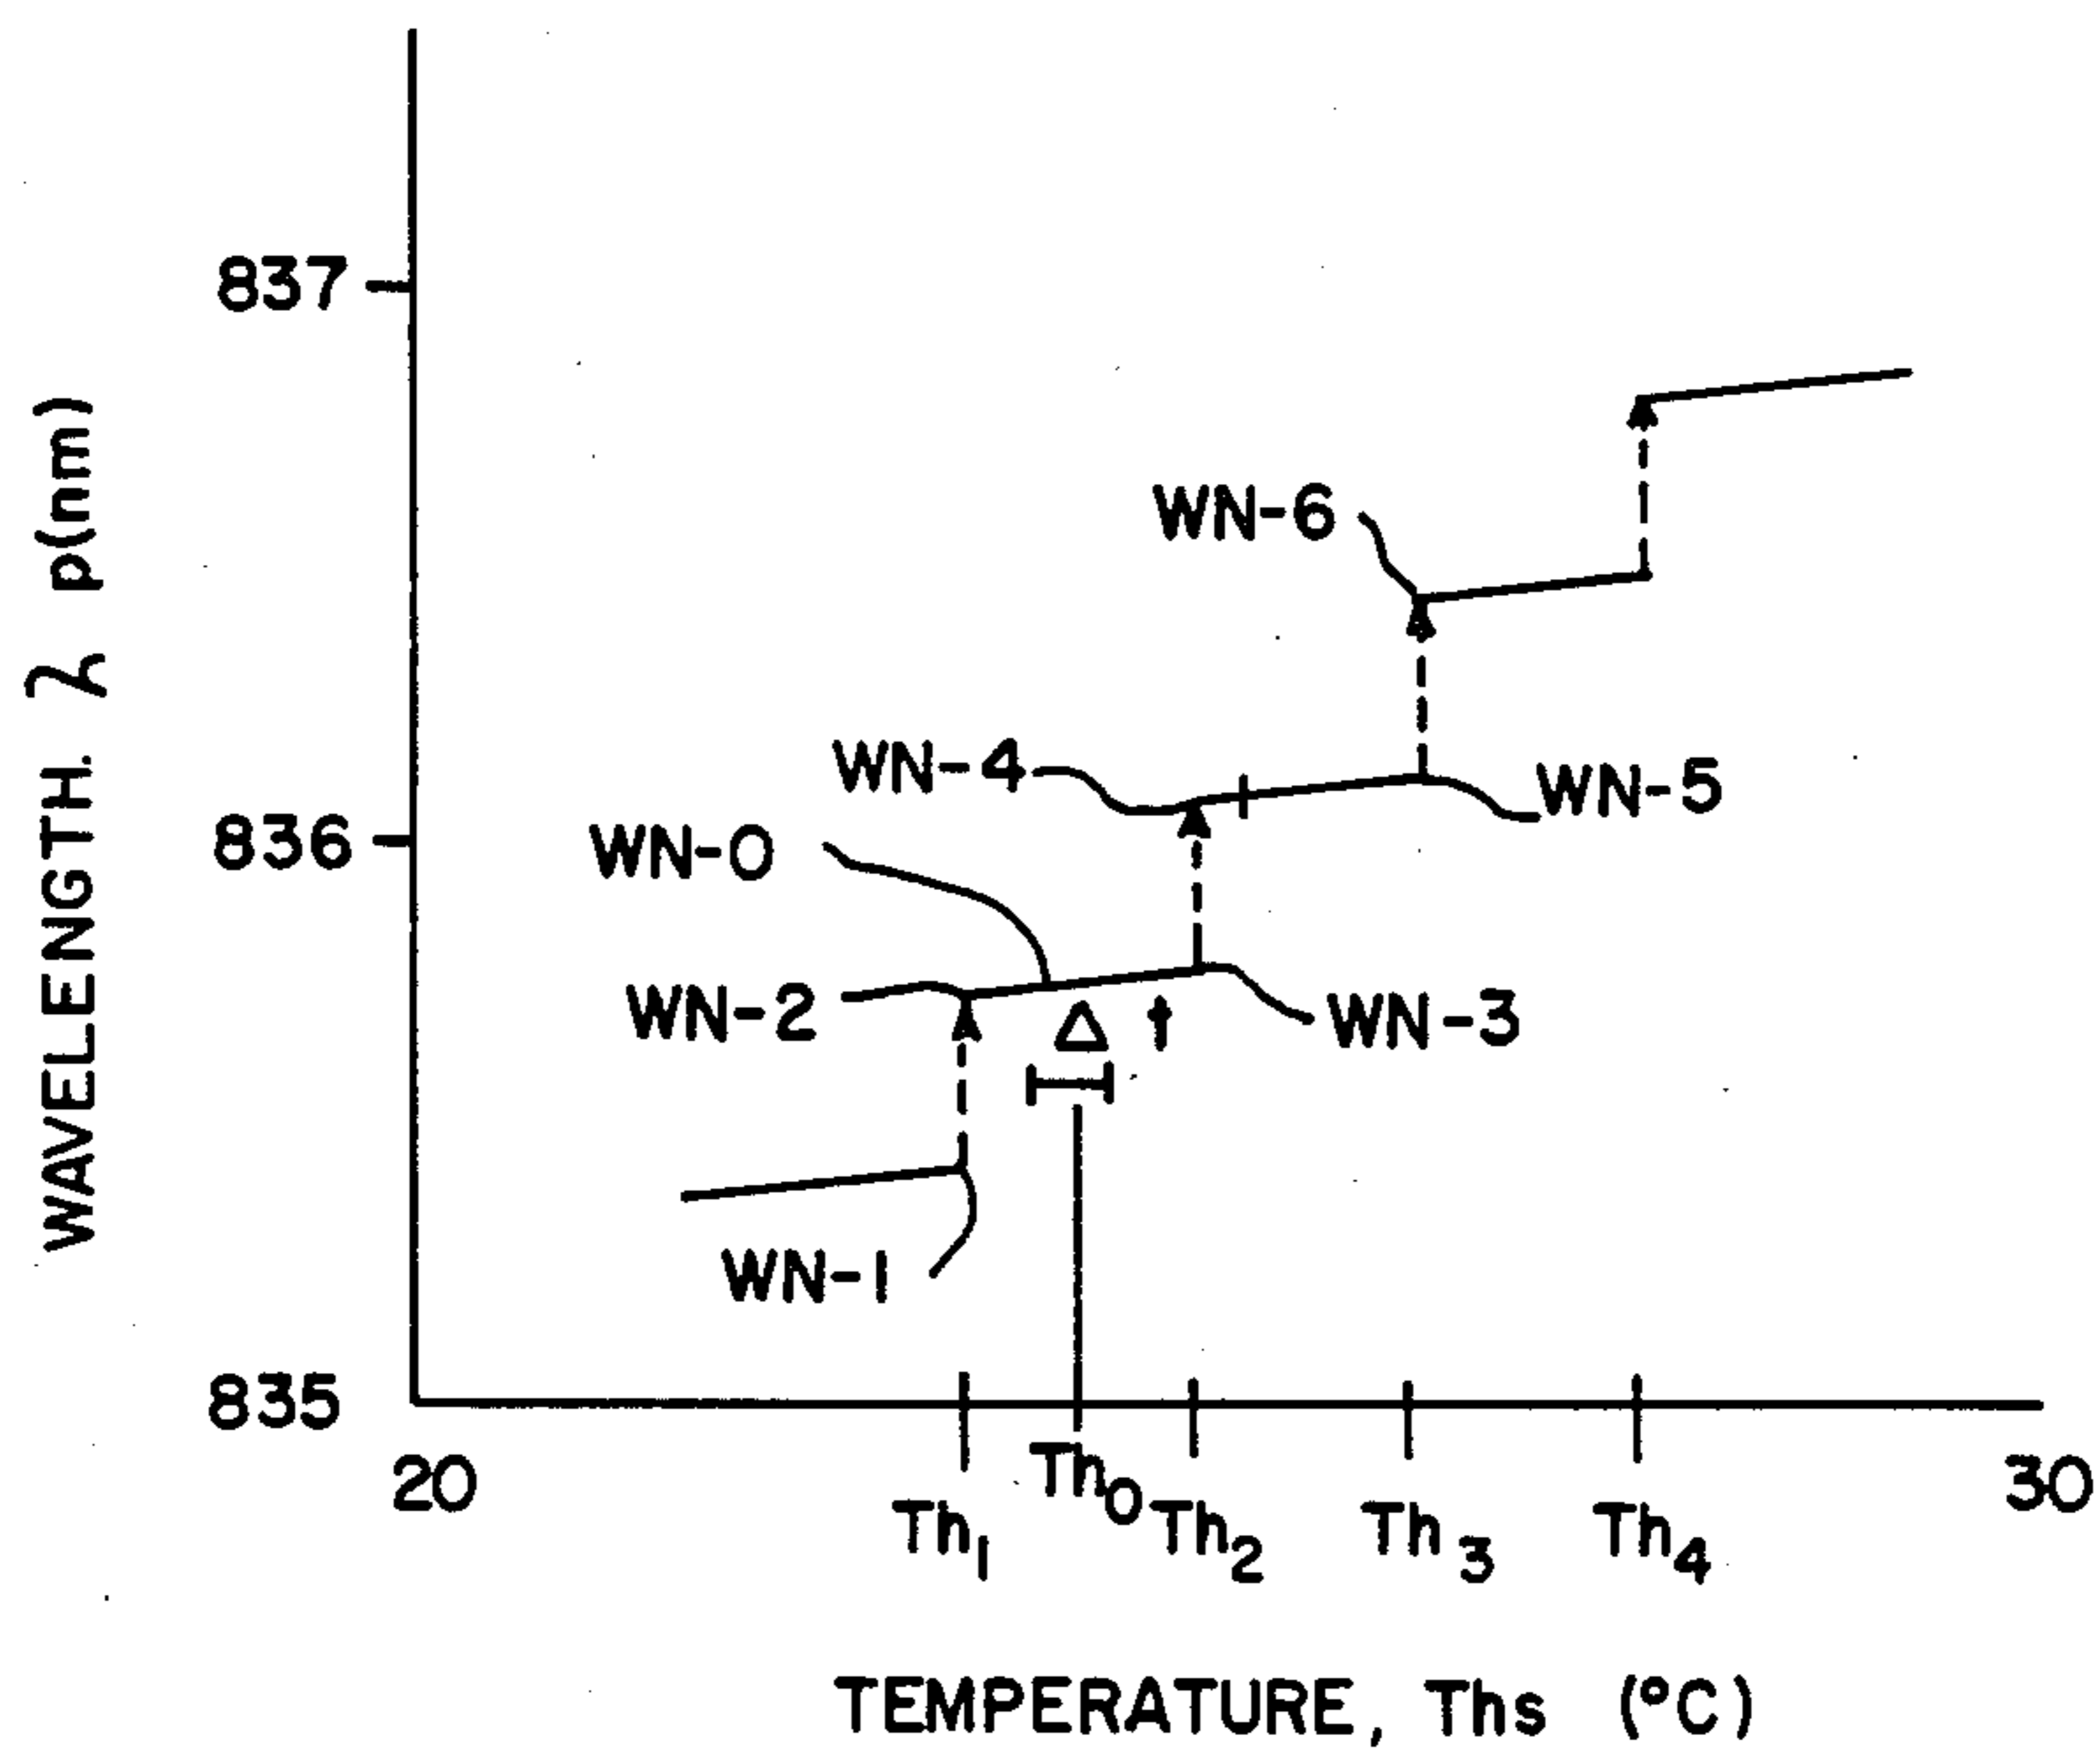 837
WN-6
WN-4
WN-5
836
WN-0
WN-2
Δ t
WN-3
WN-1
835
20
30
Th0
Th1
Th2
Th3
Th4
WAVELENGTH. λ p(nm)
TEMPERATURE, Ths (°C)